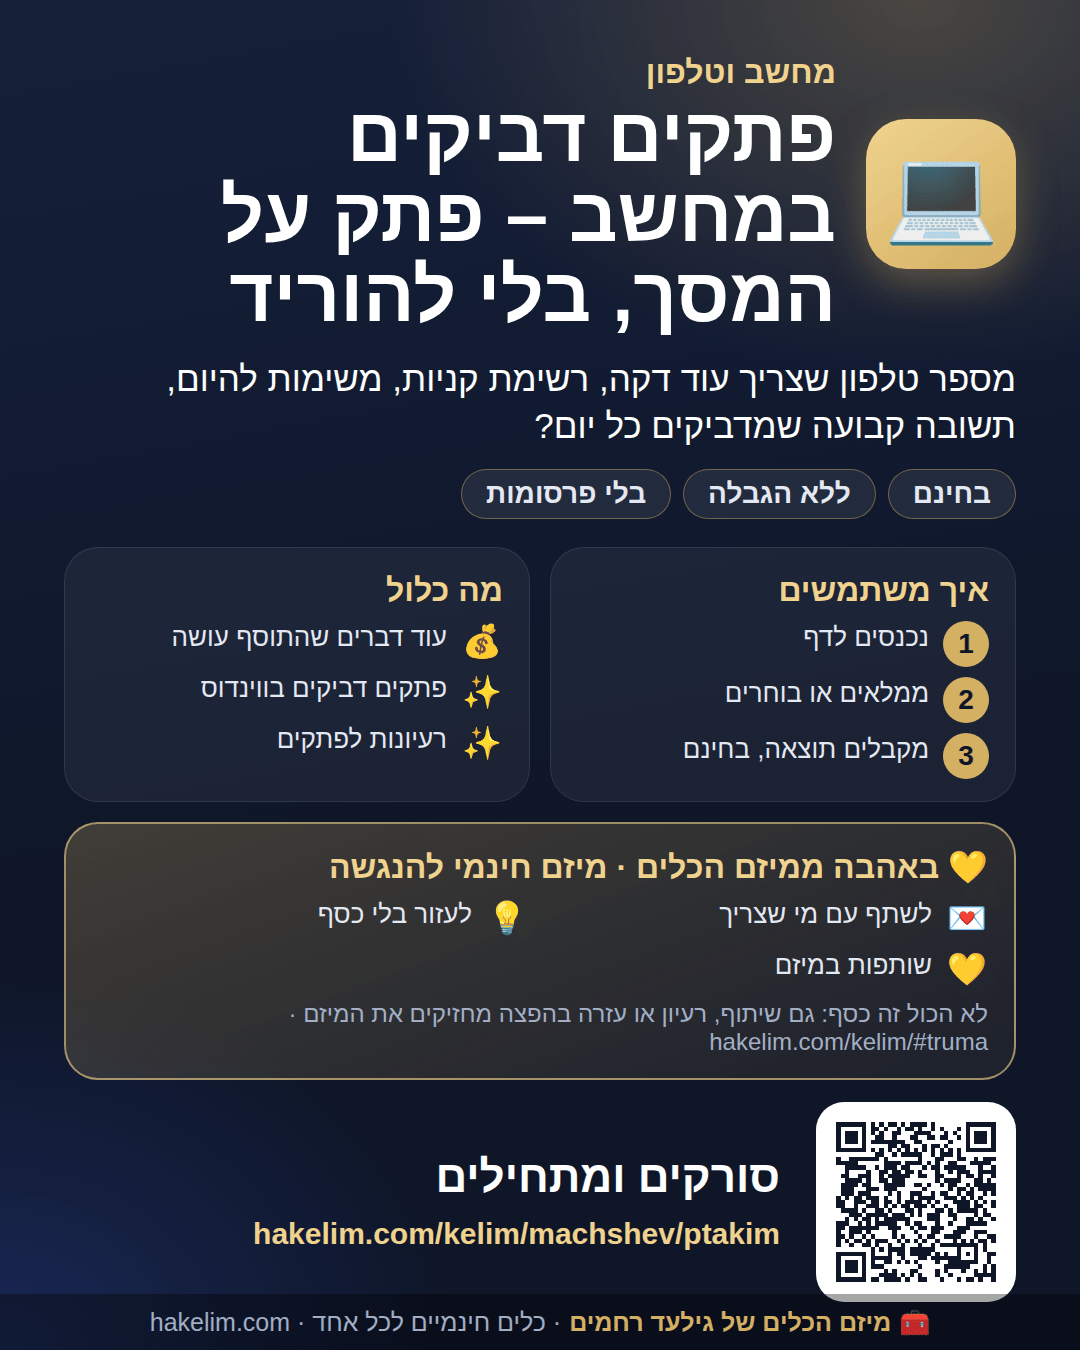 מחשב וטלפון
פתקים דביקים
במחשב – פתק על
המסך, בלי להוריד
מספר טלפון שצריך עוד דקה, רשימת קניות, משימות להיום,
תשובה קבועה שמדביקים כל יום?
בחינם
ללא הגבלה
בלי פרסומות
איך משתמשים
1 נכנסים לדף
2 ממלאים או בוחרים
3 מקבלים תוצאה, בחינם
מה כלול
עוד דברים שהתוסף עושה
פתקים דביקים בווינדוס
רעיונות לפתקים
באהבה ממיזם הכלים · מיזם חינמי להנגשה
לשתף עם מי שצריך
לעזור בלי כסף
שותפות במיזם
לא הכול זה כסף: גם שיתוף, רעיון או עזרה בהפצה מחזיקים את המיזם ·
hakelim.com/kelim/#truma
סורקים ומתחילים
hakelim.com/kelim/machshev/ptakim
מיזם הכלים של גילעד רחמים · כלים חינמיים לכל אחד · hakelim.com